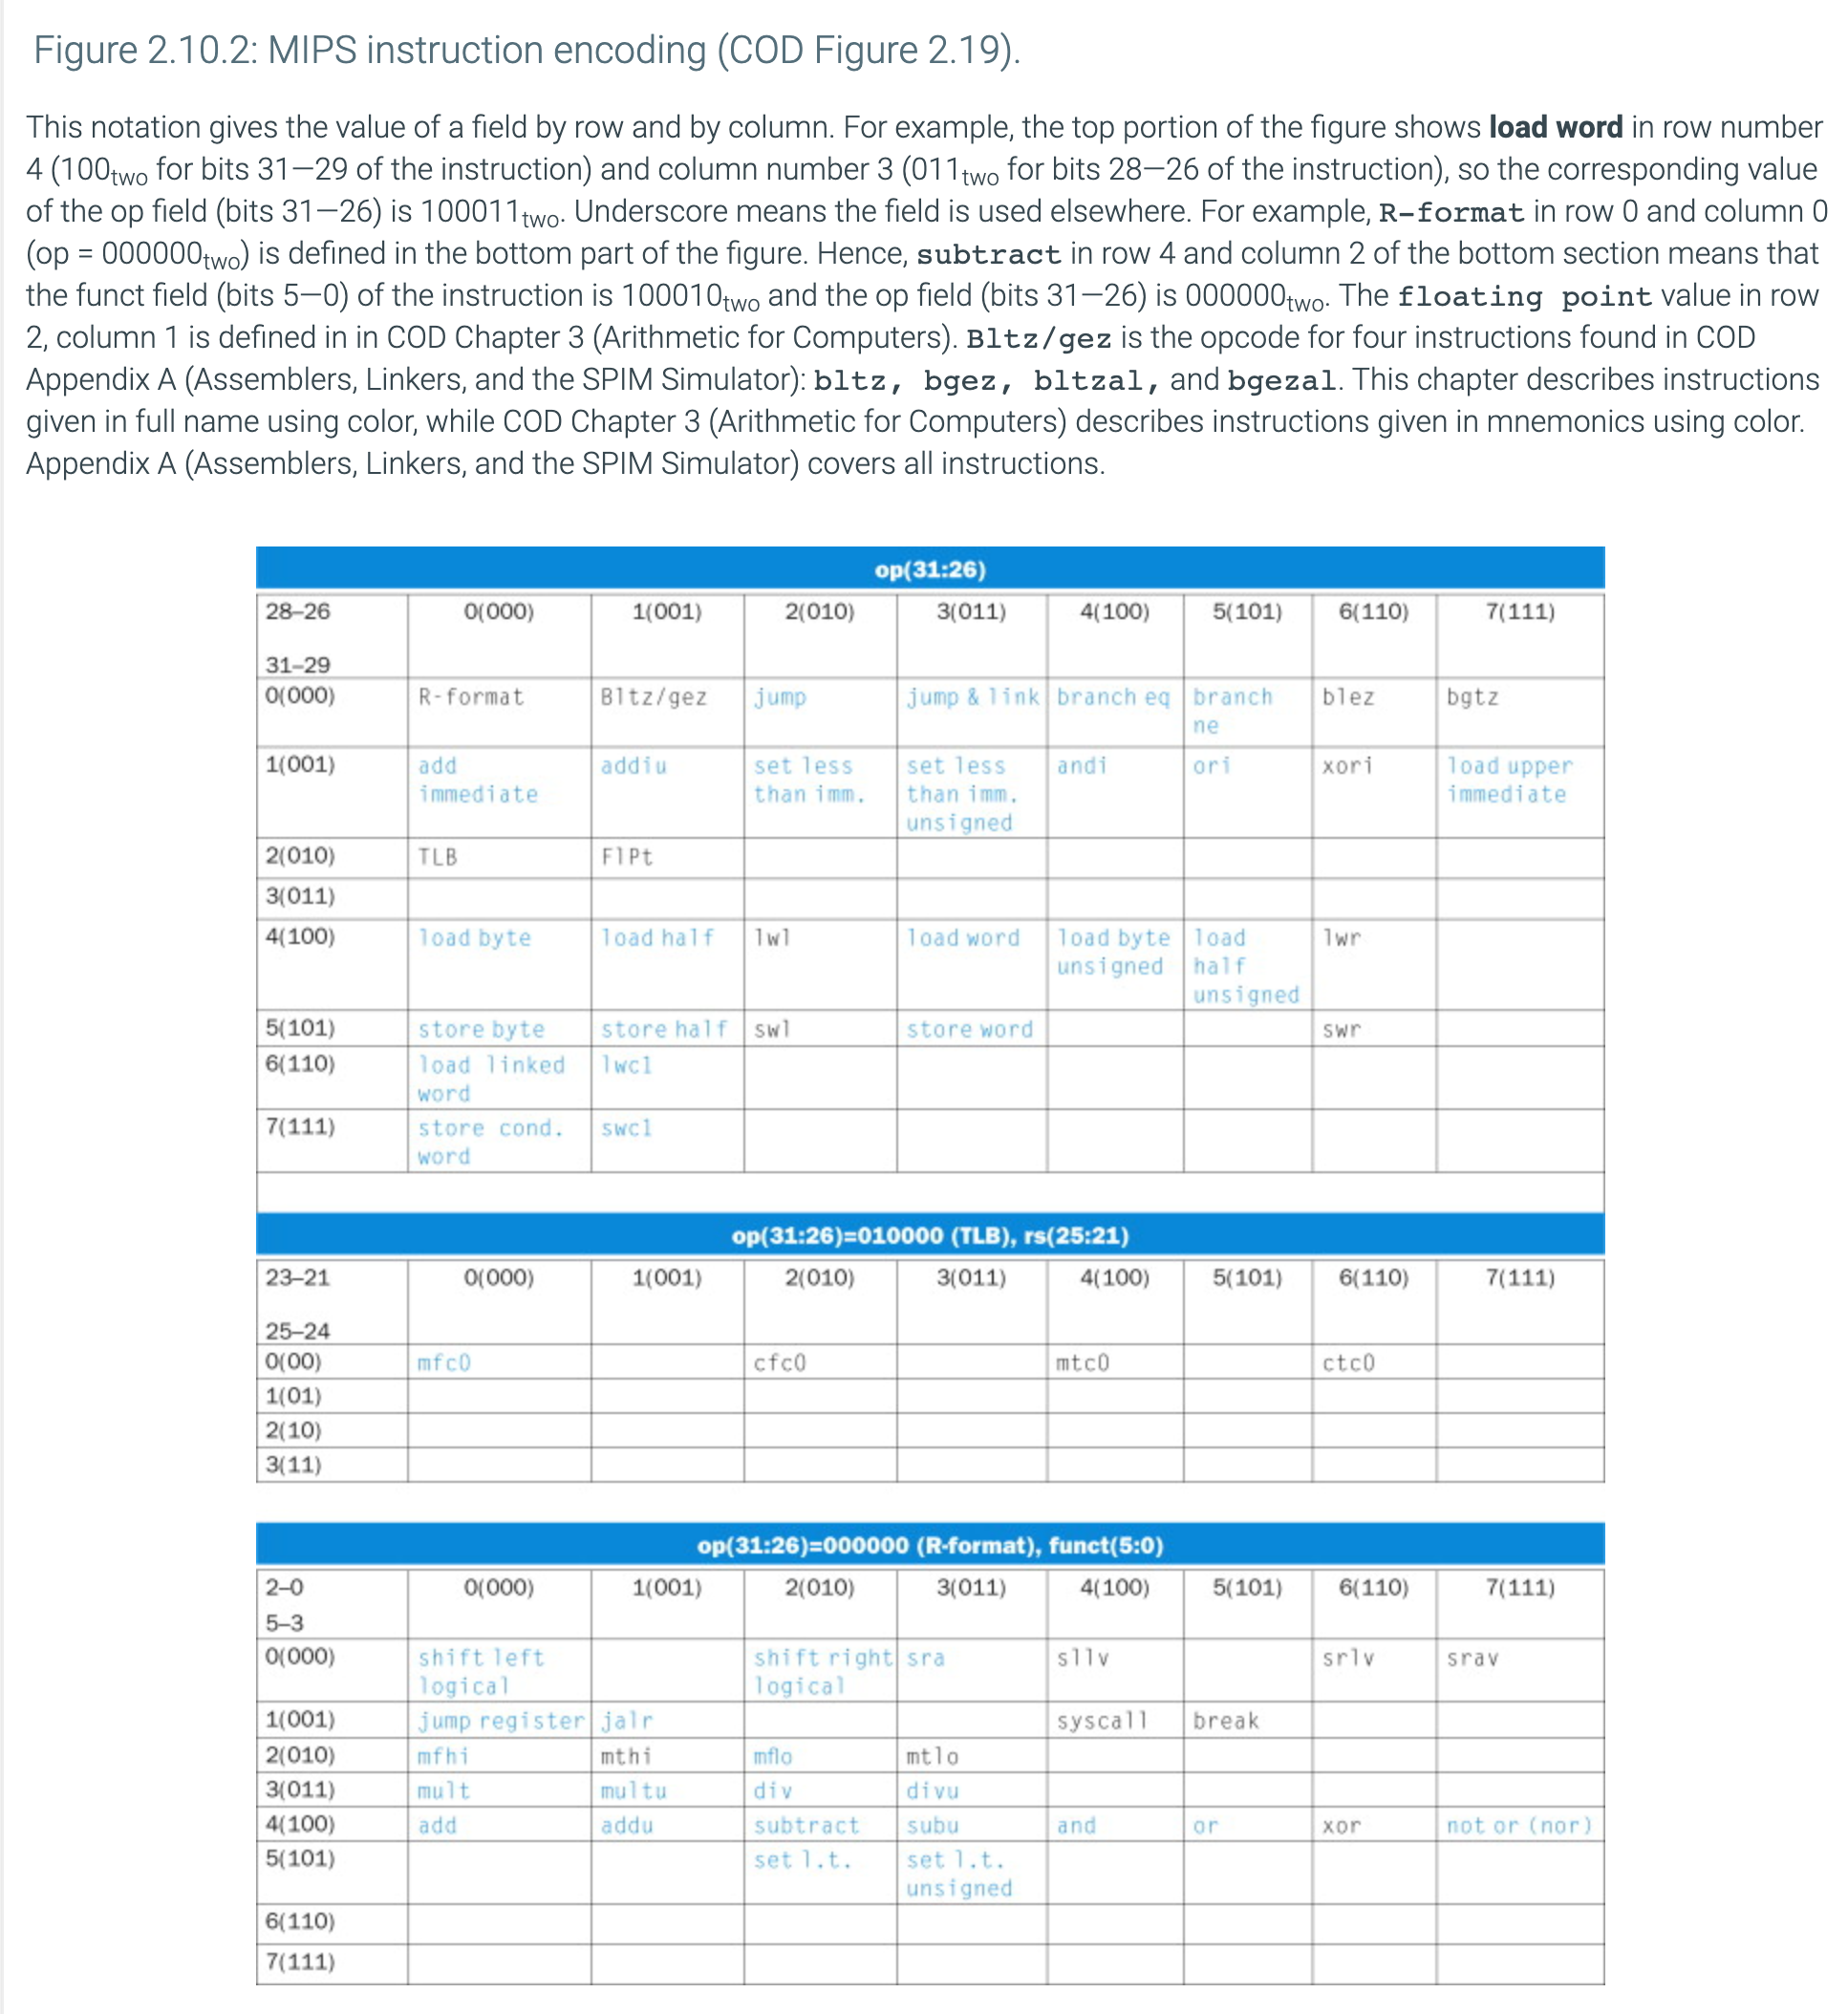 Figure 2.10.2: MIPS instruction encoding (COD Figure 2.19).
This notation gives the value of a field by row and by column. For example, the top portion of the figure shows load word in row number
4 (100two for bits 31—29 of the instruction) and column number 3 (011two for bits 28—26 of the instruction), so the corresponding value
of the op field (bits 31—26) is 100011two. Underscore means the field is used elsewhere. For example, R-format in row 0 and column 0
(op = 000000two) is defined in the bottom part of the figure. Hence, subtract in row 4 and column 2 of the bottom section means that
the funct field (bits 5—0) of the instruction is 100010two and the op field (bits 31—26) is 000000two. The floating point value in row
2, column 1 is defined in in COD Chapter 3 (Arithmetic for Computers). Bltz/gez is the opcode for four instructions found in COD
Appendix A (Assemblers, Linkers, and the SPIM Simulator): bltz, bgez, bltzal, and bgezal. This chapter describes instructions
given in full name using color, while COD Chapter 3 (Arithmetic for Computers) describes instructions given in mnemonics using color.
Appendix A (Assemblers, Linkers, and the SPIM Simulator) covers all instructions.
op(31:26)
28–26 0(000) 1(001) 2(010) 3(011) 4(100) 5(101) 6(110) 7(111)
31–29
0(000) R-format Bltz/gez jump jump & link branch eq branch blez bgtz
ne
1(001) add addiu set less set less andi ori xori load upper
immediate than imm. than imm. immediate
unsigned
2(010) TLB FlPt
3(011)
4(100) load byte load half lwl load word load byte load lwr
unsigned half
unsigned
5(101) store byte store half swl store word swr
6(110) load linked lwc1
word
7(111) store cond. swc1
word
op(31:26)=010000 (TLB), rs(25:21)
23–21 0(000) 1(001) 2(010) 3(011) 4(100) 5(101) 6(110) 7(111)
25–24
0(00) mfc0 cfc0 mtc0 ctc0
1(01)
2(10)
3(11)
op(31:26)=000000 (R-format), funct(5:0)
2–0 0(000) 1(001) 2(010) 3(011) 4(100) 5(101) 6(110) 7(111)
5–3
0(000) shift left shift right sra sllv srlv srav
logical logical
1(001) jump register jalr syscall break
2(010) mfhi mthi mflo mtlo
3(011) mult multu div divu
4(100) add addu subtract subu and or xor not or (nor)
5(101) set l.t. set l.t.
unsigned
6(110)
7(111)